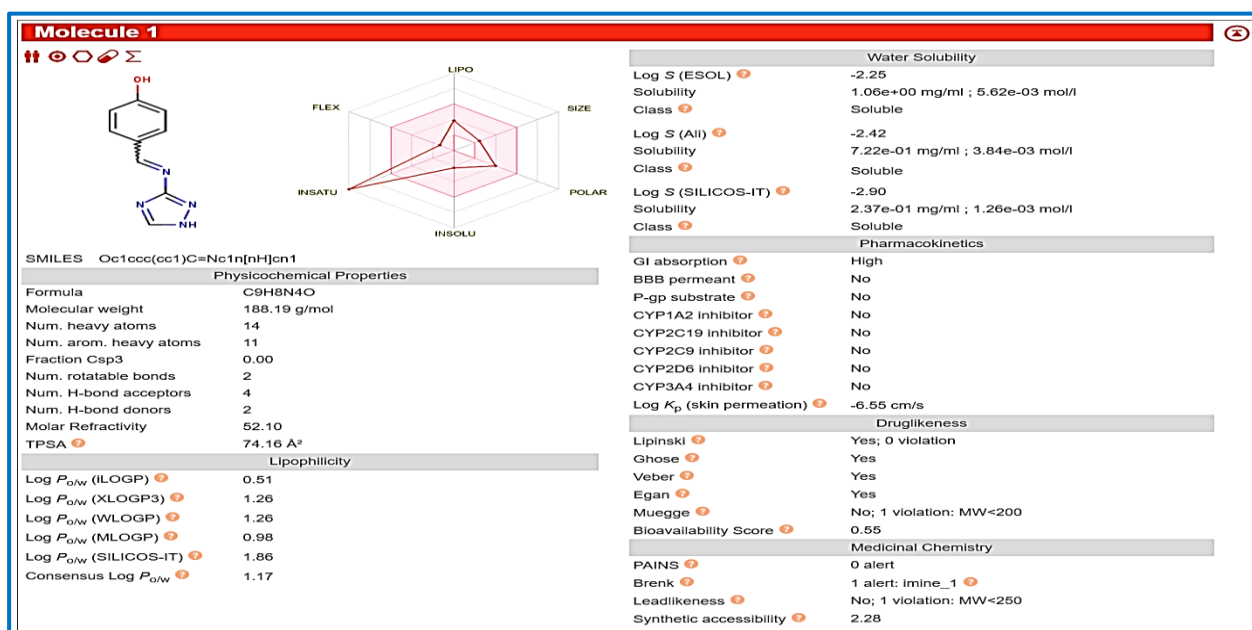 Molecule 1
LIPO
FLEX
SIZE
INSATU
POLAR
INSOLU
OH
N
N
N
NH
SMILES Oc1ccc(cc1)C=Nc1n[nH]cn1
Physicochemical Properties
Formula C9H8N4O
Molecular weight 188.19 g/mol
Num. heavy atoms 14
Num. arom. heavy atoms 11
Fraction Csp3 0.00
Num. rotatable bonds 2
Num. H-bond acceptors 4
Num. H-bond donors 2
Molar Refractivity 52.10
TPSA ? 74.16 Å²
Lipophilicity
Log Po/w (iLOGP) ? 0.51
Log Po/w (XLOGP3) ? 1.26
Log Po/w (WLOGP) ? 1.26
Log Po/w (MLOGP) ? 0.98
Log Po/w (SILICOS-IT) ? 1.86
Consensus Log Po/w ? 1.17
Water Solubility
Log S (ESOL) ? -2.25
Solubility 1.06e+00 mg/ml ; 5.62e-03 mol/l
Class ? Soluble
Log S (Ali) ? -2.42
Solubility 7.22e-01 mg/ml ; 3.84e-03 mol/l
Class ? Soluble
Log S (SILICOS-IT) ? -2.90
Solubility 2.37e-01 mg/ml ; 1.26e-03 mol/l
Class ? Soluble
Pharmacokinetics
GI absorption ? High
BBB permeant ? No
P-gp substrate ? No
CYP1A2 inhibitor ? No
CYP2C19 inhibitor ? No
CYP2C9 inhibitor ? No
CYP2D6 inhibitor ? No
CYP3A4 inhibitor ? No
Log Kp (skin permeation) ? -6.55 cm/s
Druglikeness
Lipinski ? Yes; 0 violation
Ghose ? Yes
Veber ? Yes
Egan ? Yes
Muegge ? No; 1 violation: MW<200
Bioavailability Score ? 0.55
Medicinal Chemistry
PAINS ? 0 alert
Brenk ? 1 alert: imine_1 ?
Leadlikeness ? No; 1 violation: MW<250
Synthetic accessibility ? 2.28